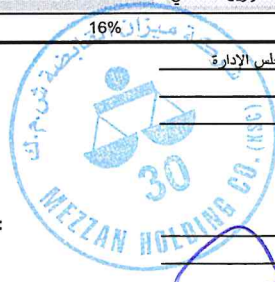 16%
مجلس الإدارة
شركة ميزان القابضة ش.م.ك
30
MEZZAN HOLDING CO. (KSC)
: